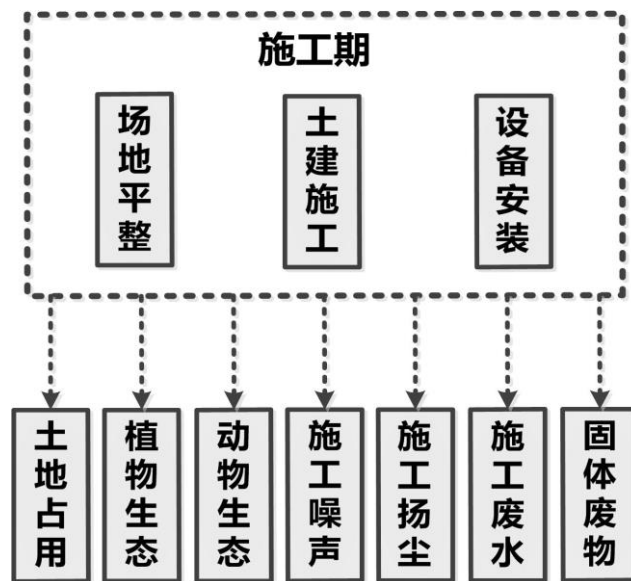 施工期
场地平整
土建施工
设备安装
土地占用
植物生态
动物生态
施工噪声
施工扬尘
施工废水
固体废物